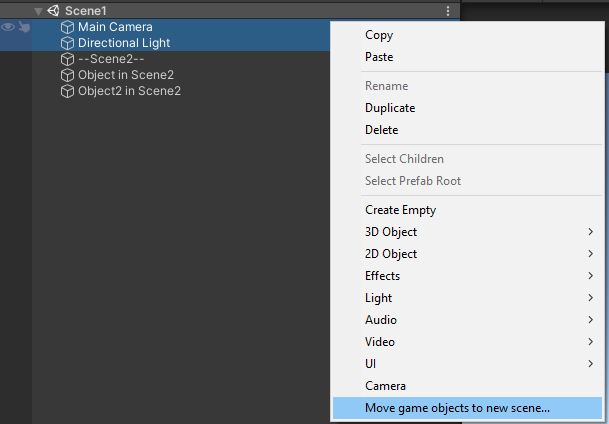 Scene1
Main Camera
Directional Light
--Scene2--
Object in Scene2
Object2 in Scene2
Copy
Paste
Rename
Duplicate
Delete
Select Children
Select Prefab Root
Create Empty
3D Object
2D Object
Effects
Light
Audio
Video
UI
Camera
Move game objects to new scene...